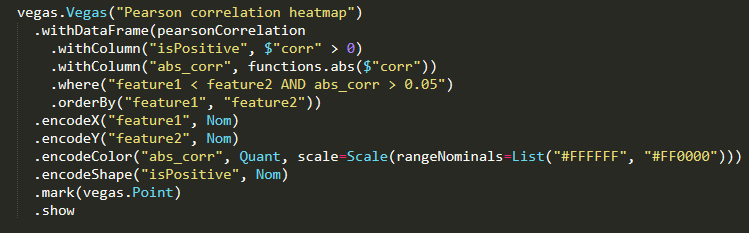 vegas.Vegas("Pearson correlation heatmap")
  .withDataFrame(pearsonCorrelation
    .withColumn("isPositive", $"corr" > 0)
    .withColumn("abs_corr", functions.abs($"corr"))
    .where("feature1 < feature2 AND abs_corr > 0.05")
    .orderBy("feature1", "feature2"))
  .encodeX("feature1", Nom)
  .encodeY("feature2", Nom)
  .encodeColor("abs_corr", Quant, scale=Scale(rangeNominals=List("#FFFFFF", "#FF0000")))
  .encodeShape("isPositive", Nom)
  .mark(vegas.Point)
  .show